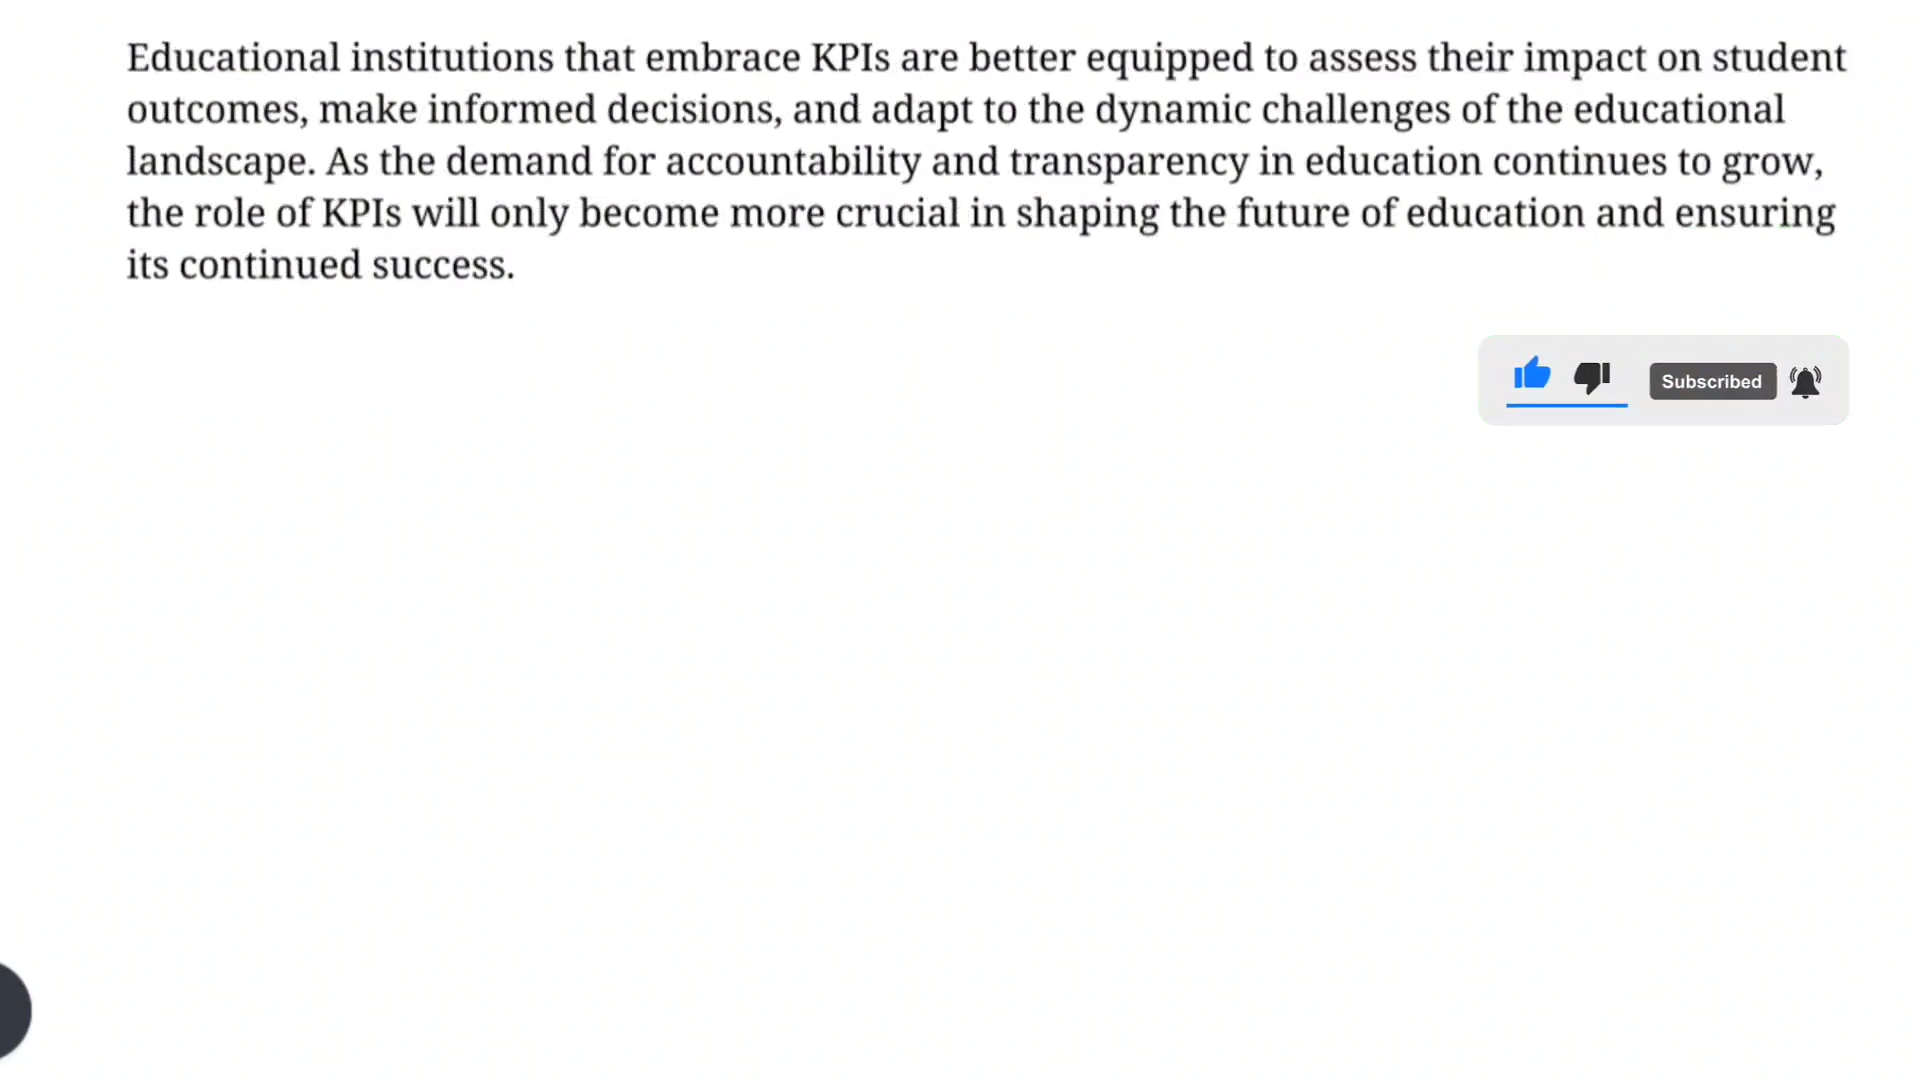 Educational institutions that embrace KPIs are better equipped to assess their impact on student
outcomes, make informed decisions, and adapt to the dynamic challenges of the educational
landscape. As the demand for accountability and transparency in education continues to grow,
the role of KPIs will only become more crucial in shaping the future of education and ensuring
its continued success.
Subscribed